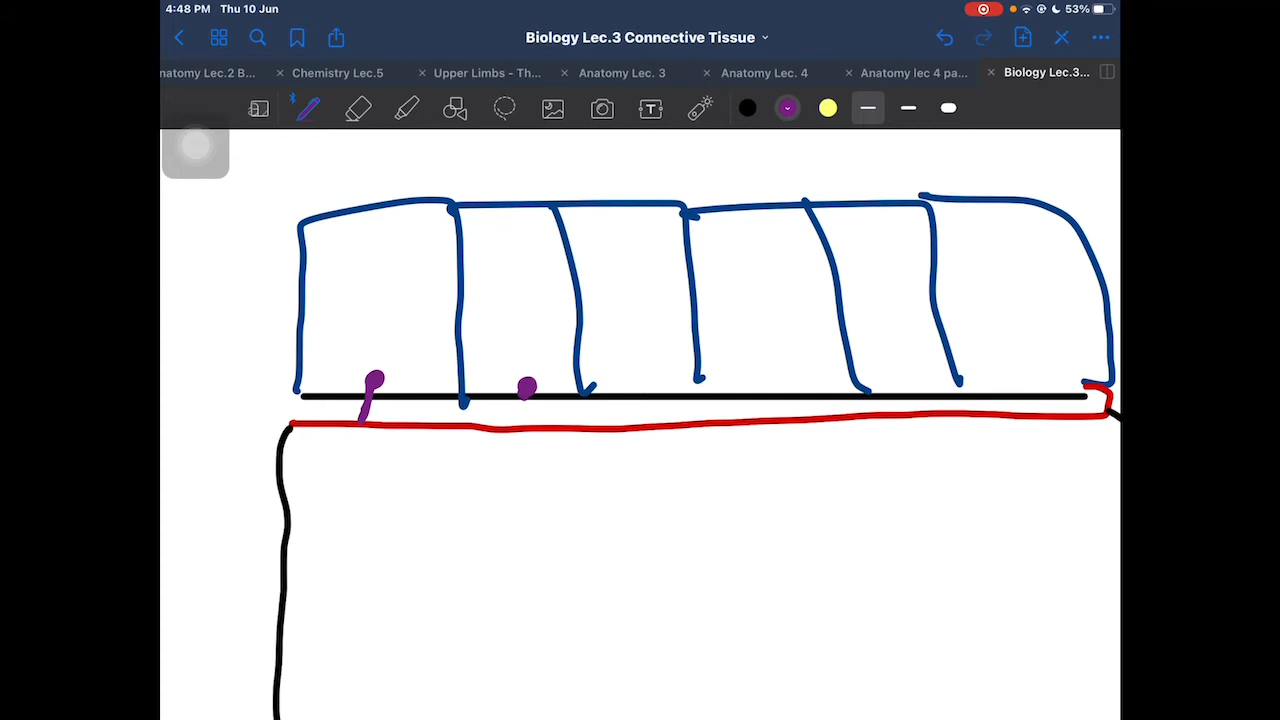 4:48 PM Thu 10 Jun 53%
Biology Lec.3 Connective Tissue
natomy Lec.2 B... Chemistry Lec.5 Upper Limbs - Th... Anatomy Lec. 3 Anatomy Lec. 4 Anatomy lec 4 pa... Biology Lec.3...
T